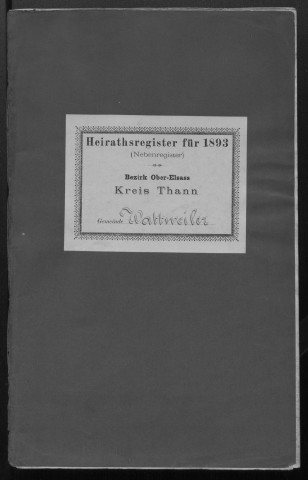 Heirathsregister für 1893
(Nebenregister)
Bezirk Ober-Elsass
Kreis Thann
Gemeinde Wattweiler